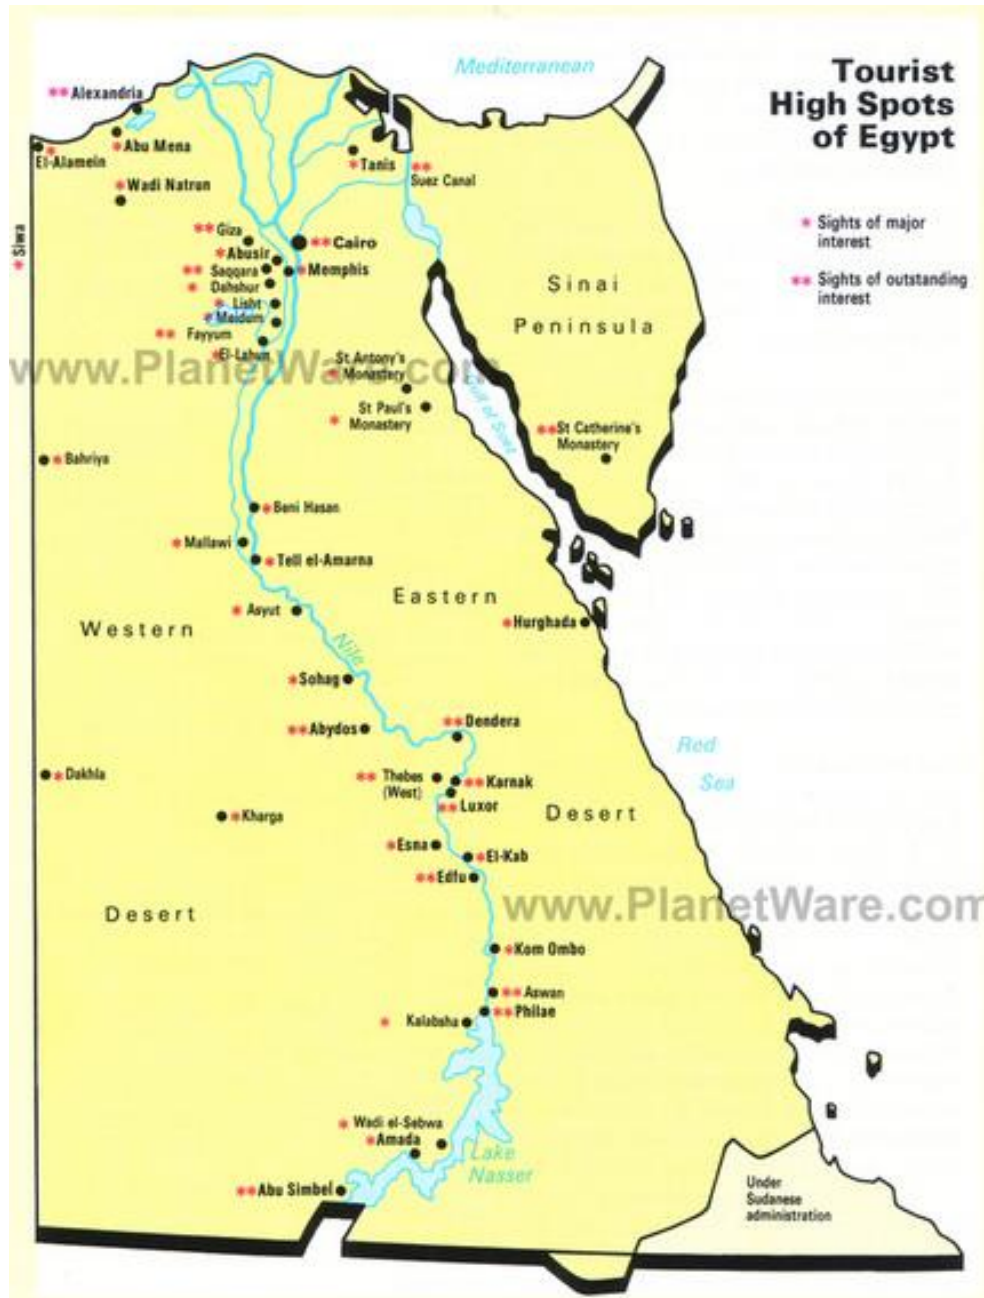 Mediterranean
Tourist
High Spots
of Egypt
** Alexandria
* Abu Mena
El-Alamein *
* Tanis
**
Suez Canal
* Wadi Natrun
* Siwa
* Sights of major
interest
** Sights of outstanding
interest
** Giza
** Cairo
* Abusir
** Saqqara
* Memphis
* Dahshur
* Lisht
* Maidum
** Fayyum
* El-Lahun
Sinai
Peninsula
www.PlanetWare.com
St Antony's
* Monastery
St Paul's
* Monastery
Gulf of Suez
** St Catherine's
Monastery
* Bahriya
* Beni Hasan
* Mallawi
* Tell el-Amarna
* Asyut
Eastern
Western
* Hurghada
Nile
* Sohag
** Abydos
** Dendera
Red
Sea
* Dakhla
** Thebes
(West)
** Karnak
** Luxor
* Kharga
Desert
* Esna
* El-Kab
** Edfu
www.PlanetWare.com
Desert
* Kom Ombo
** Aswan
** Philae
* Kalabsha
* Wadi el-Sebwa
* Amada
Lake
Nasser
** Abu Simbel
Under
Sudanese
administration